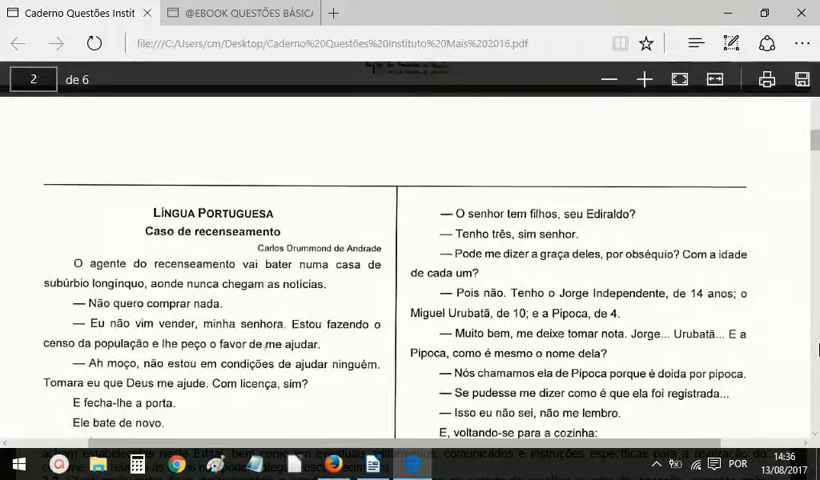 Caderno Questões Instit
@EBOOK QUESTÕES BÁSICA
file:///C:/Users/cm/Desktop/Caderno%20Questões%20Instituto%20Mais%202016.pdf
2 de 6
LÍNGUA PORTUGUESA
Caso de recenseamento
Carlos Drummond de Andrade
O agente do recenseamento vai bater numa casa de
subúrbio longínquo, aonde nunca chegam as notícias.
— Não quero comprar nada.
— Eu não vim vender, minha senhora. Estou fazendo o
censo da população e lhe peço o favor de me ajudar.
— Ah moço, não estou em condições de ajudar ninguém.
Tomara eu que Deus me ajude. Com licença, sim?
E fecha-lhe a porta.
Ele bate de novo.
— O senhor tem filhos, seu Ediraldo?
— Tenho três, sim senhor.
— Pode me dizer a graça deles, por obséquio? Com a idade
de cada um?
— Pois não. Tenho o Jorge Independente, de 14 anos; o
Miguel Urubatã, de 10; e a Pipoca, de 4.
— Muito bem, me deixe tomar nota. Jorge... Urubatã... E a
Pipoca, como é mesmo o nome dela?
— Nós chamamos ela de Pipoca porque é doida por pipoca.
— Se pudesse me dizer como é que ela foi registrada...
— Isso eu não sei, não me lembro.
E, voltando-se para a cozinha:
POR
14:36
13/08/2017